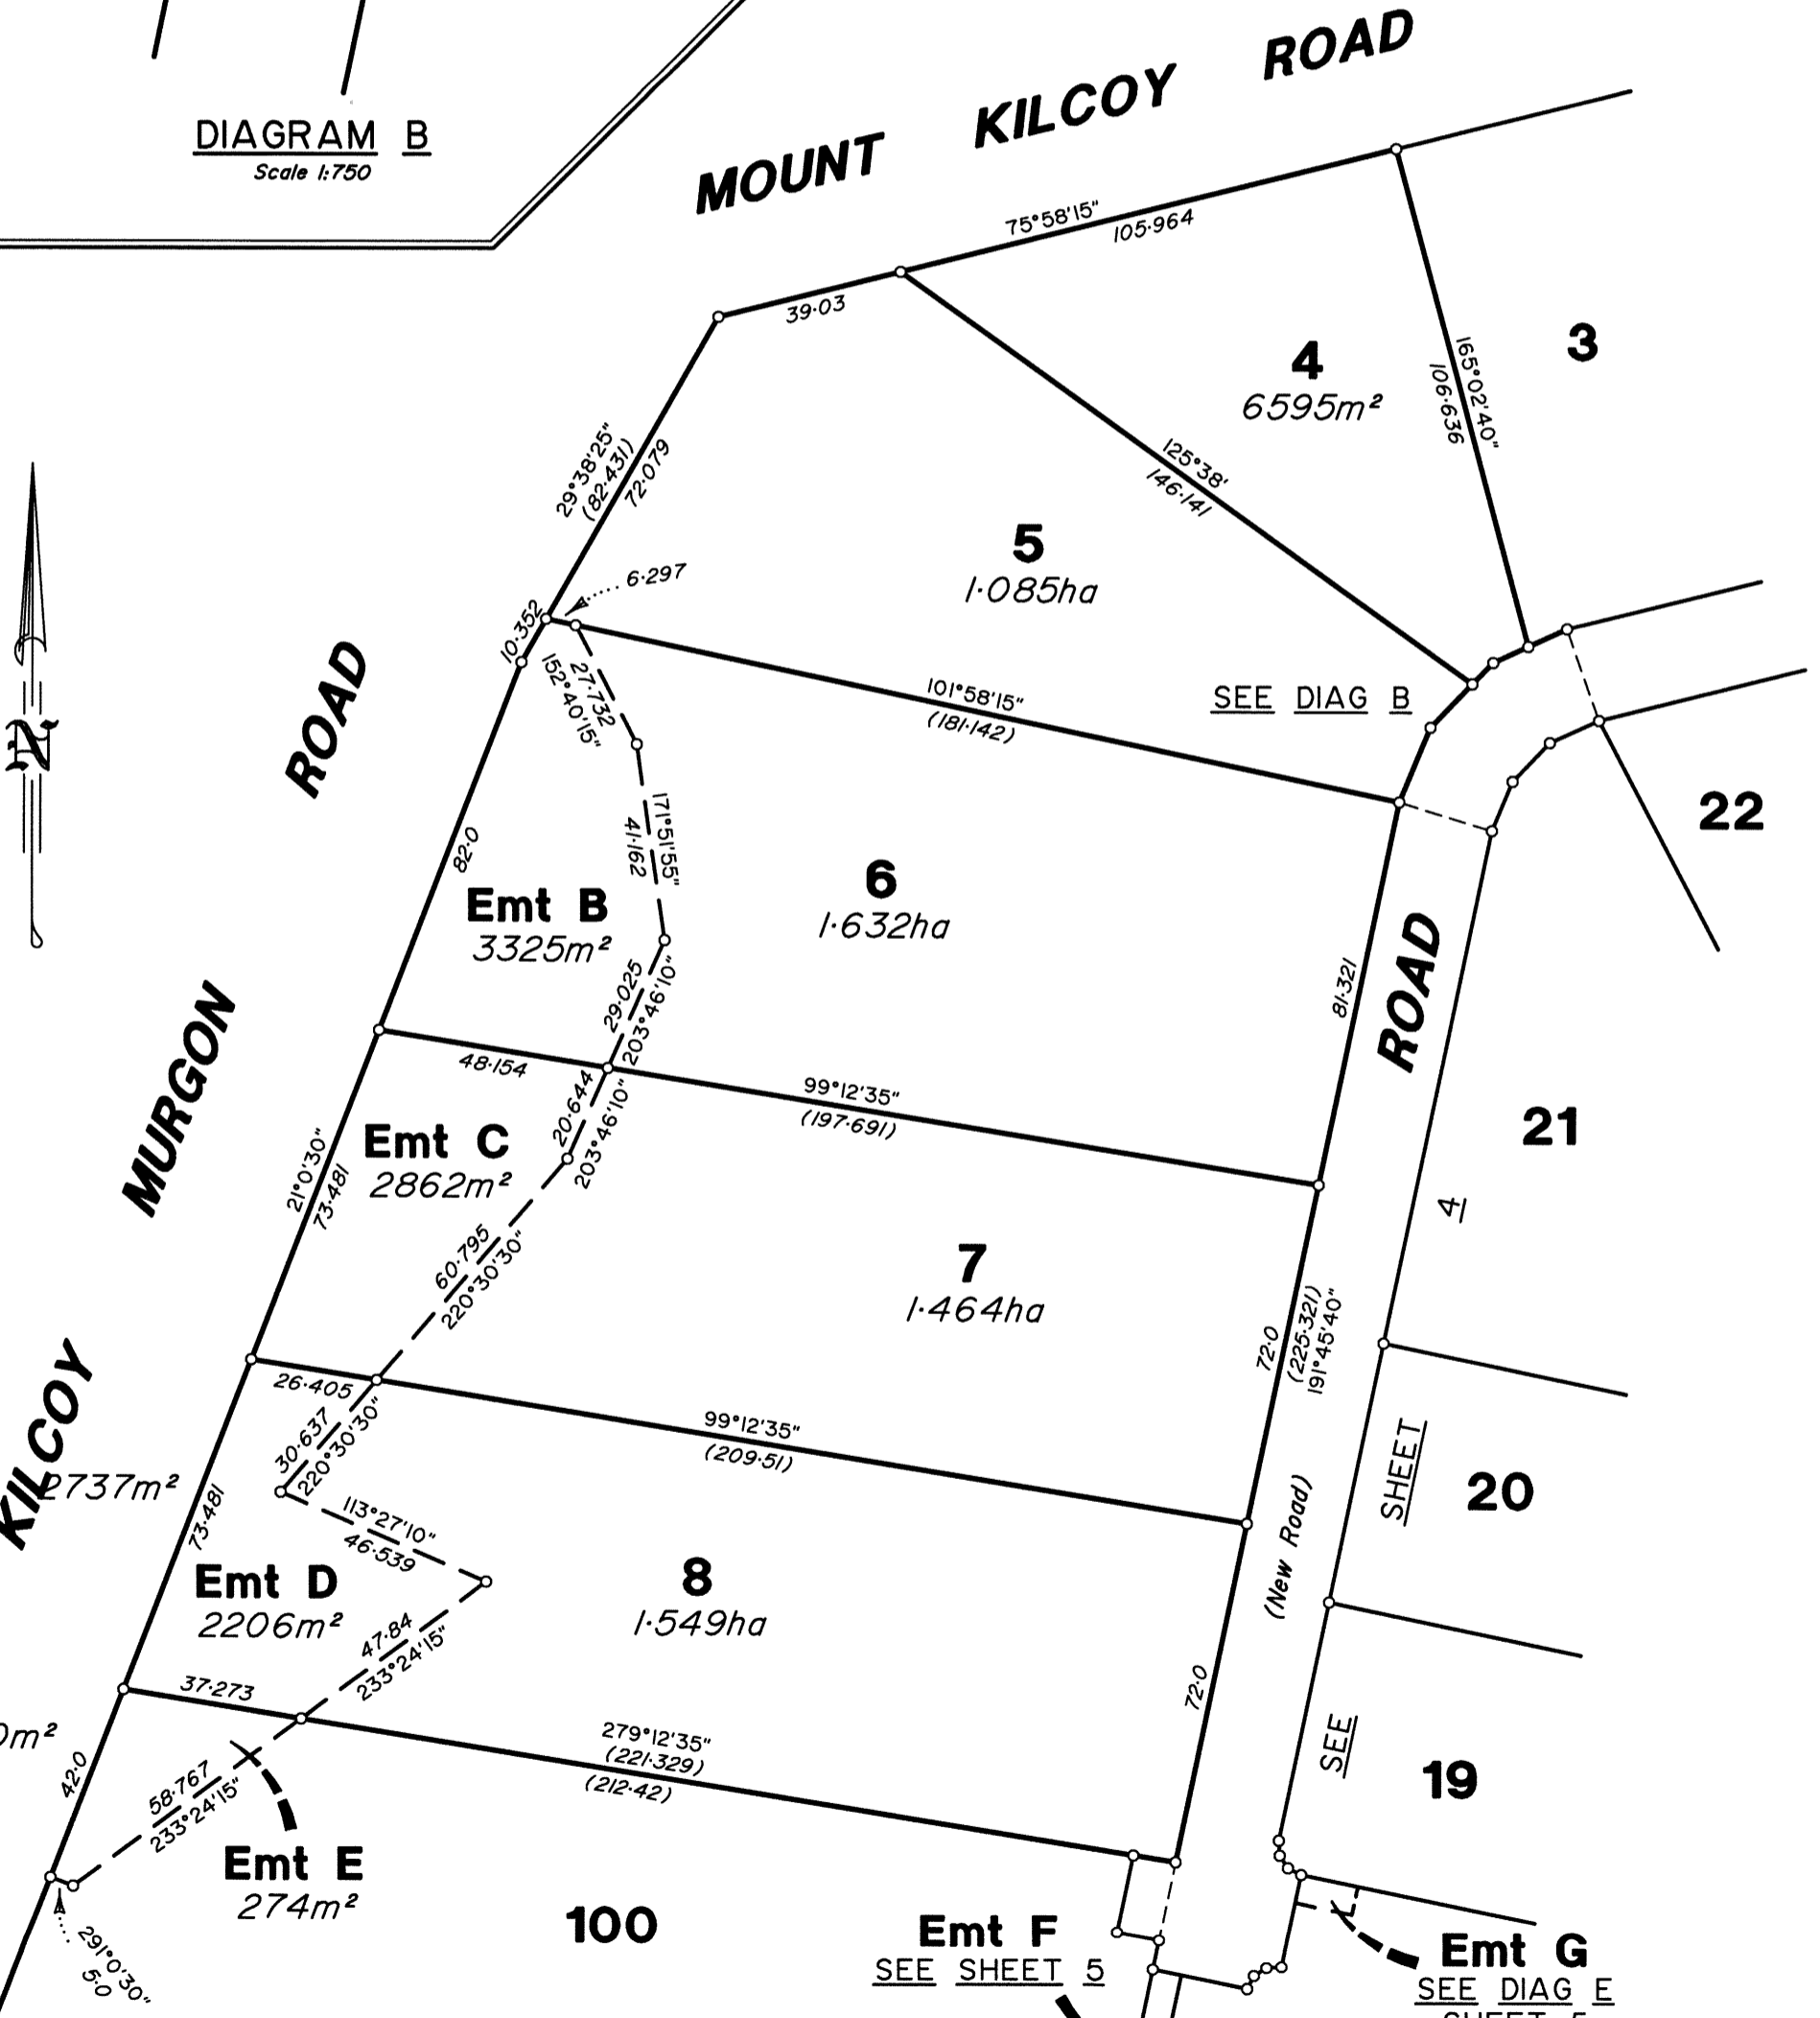 DIAGRAM B
Scale 1:750
MOUNT KILCOY ROAD
75°58'15"
105·964
39·03
4
6595m²
3
165°02'40"
106·636
29°38'25"
(82·431)
72·079
125°38'
146·141
5
1·085ha
6·297
10·352
27·732
152°40'15"
101°58'15"
(181·142)
SEE DIAG B
22
ROAD
82·0
171°51'55"
41·162
Emt B
3325m²
6
1·632ha
81·321
ROAD
29·025
203°46'10"
MURGON
48·154
99°12'35"
(197·691)
20·644
203°46'10"
21
Emt C
2862m²
21°0'30"
73·481
4
60·795
220°30'30"
7
1·464ha
72·0
(225·321)
191°45'40"
KILCOY
26·405
99°12'35"
(209·51)
30·637
220°30'30"
2737m²
73·481
113°27'10"
46·539
SHEET
20
(New Road)
Emt D
2206m²
8
1·549ha
47·84
233°24'15"
37·273
72·0
279°12'35"
(221·329)
(212·42)
m²
SEE
19
42·0
58·767
233°24'15"
Emt E
274m²
100
291°0'30"
5·0
Emt F
SEE SHEET 5
Emt G
SEE DIAG E